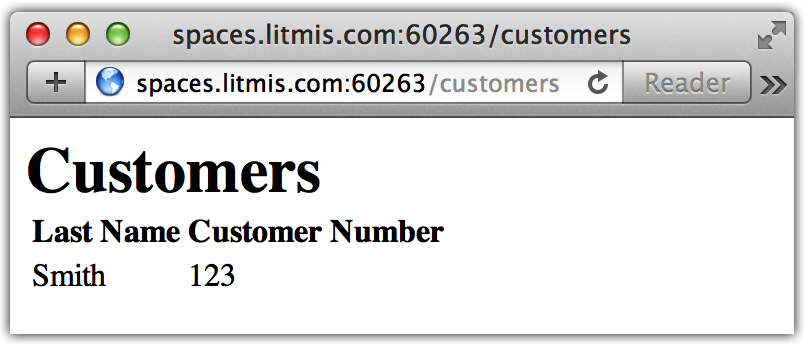 spaces.litmis.com:60263/customers
+ spaces.litmis.com:60263/customers Reader »
Customers
Last Name Customer Number
Smith 123